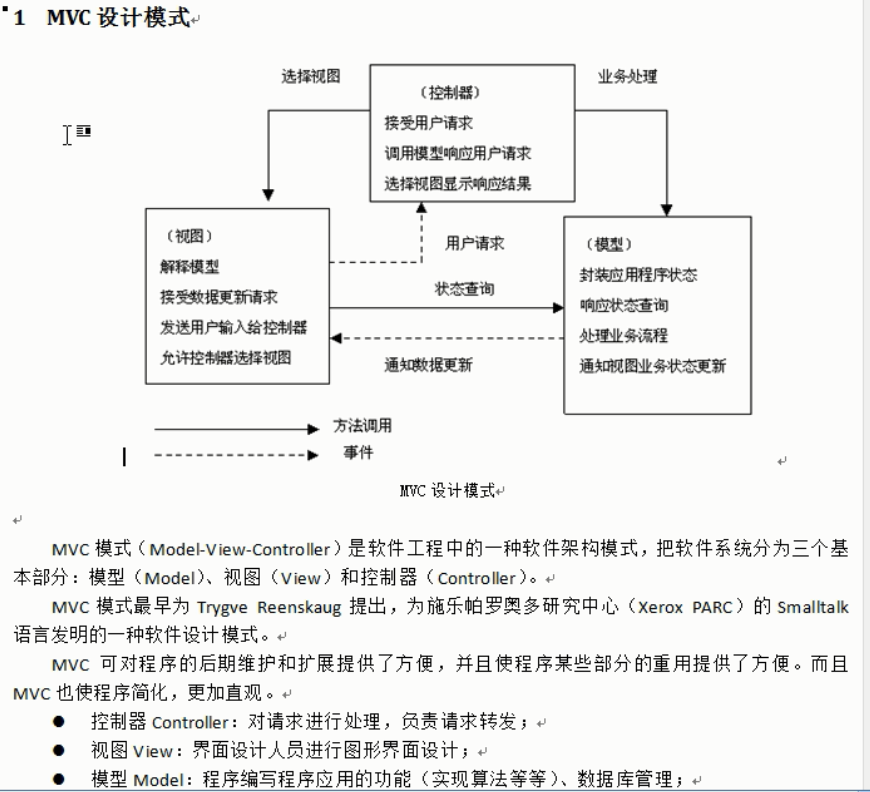 1 MVC 设计模式
选择视图
业务处理
（控制器）
接受用户请求
调用模型响应用户请求
选择视图显示响应结果
（视图）
解释模型
接受数据更新请求
发送用户输入给控制器
允许控制器选择视图
用户请求
状态查询
通知数据更新
（模型）
封装应用程序状态
响应状态查询
处理业务流程
通知视图业务状态更新
方法调用
事件
MVC 设计模式
MVC 模式（Model-View-Controller）是软件工程中的一种软件架构模式，把软件系统分为三个基
本部分：模型（Model）、视图（View）和控制器（Controller）。
MVC 模式最早为 Trygve Reenskaug 提出，为施乐帕罗奥多研究中心（Xerox PARC）的 Smalltalk
语言发明的一种软件设计模式。
MVC 可对程序的后期维护和扩展提供了方便，并且使程序某些部分的重用提供了方便。而且
MVC 也使程序简化，更加直观。
● 控制器 Controller：对请求进行处理，负责请求转发；
● 视图 View：界面设计人员进行图形界面设计；
● 模型 Model：程序编写程序应用的功能（实现算法等等）、数据库管理；